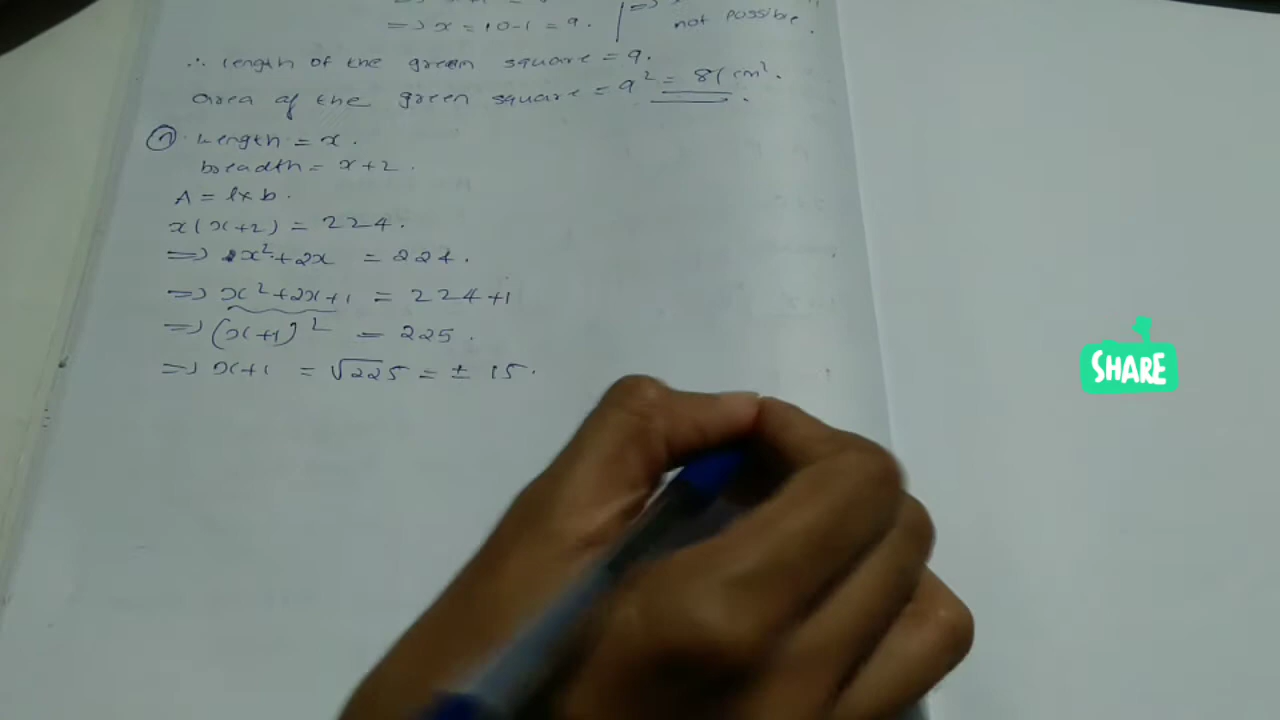 ⇒ x = 10-1 = 9. | ⇒
not possible.
∴ length of the green square = 9.
area of the green square = 9² = 81 cm².
Length = x.
breadth = x+2.
A = l×b.
x(x+2) = 224.
⇒ x²+2x = 224.
⇒ x²+2x+1 = 224+1
⇒ (x+1)² = 225.
⇒ x+1 = √225 = ± 15.
SHARE